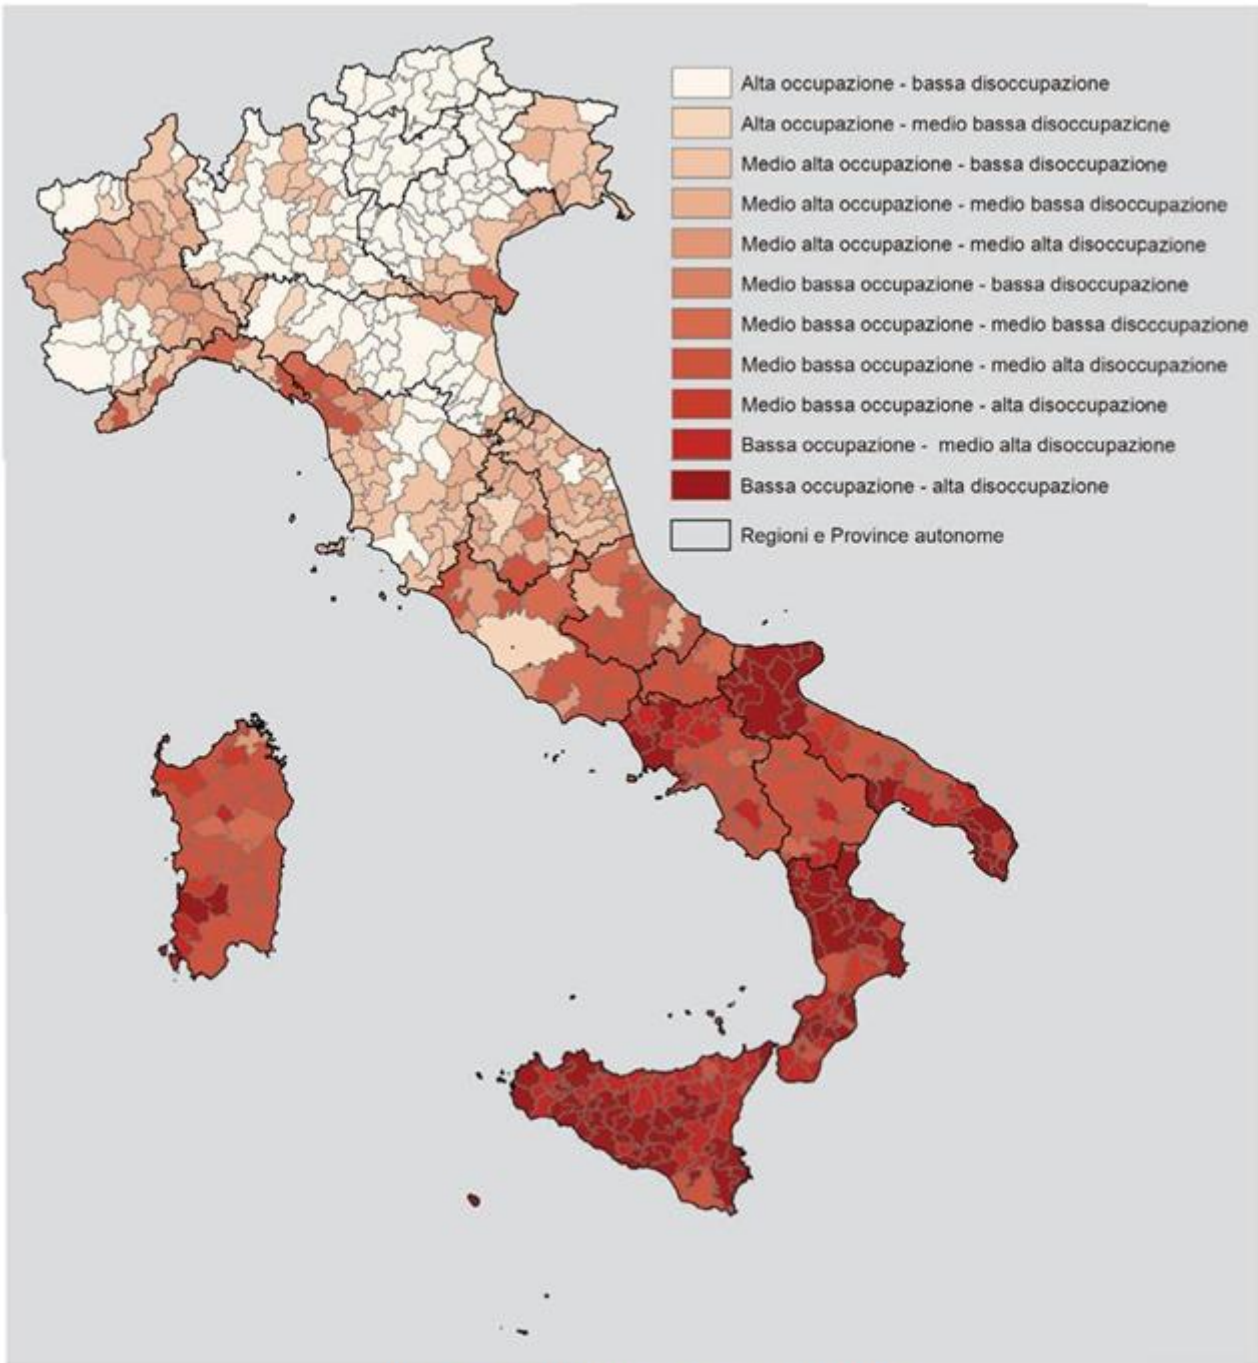 Alta occupazione - bassa disoccupazione
Alta occupazione - medio bassa disoccupazicne
Medio alta occupazione - bassa disoccupazione
Medio alta occupazione - medio bassa disoccupazione
Medio alta occupazione - medio alta disoccupazione
Medio bassa occupazione - bassa disoccupazione
Medio bassa occupazione - medio bassa discccupazione
Medio bassa occupazione - medio alta disoccupazione
Medio bassa occupazione - alta disoccupazione
Bassa occupazione - medio alta disoccupazione
Bassa occupazione - alta disoccupazione
Regioni e Province autonome